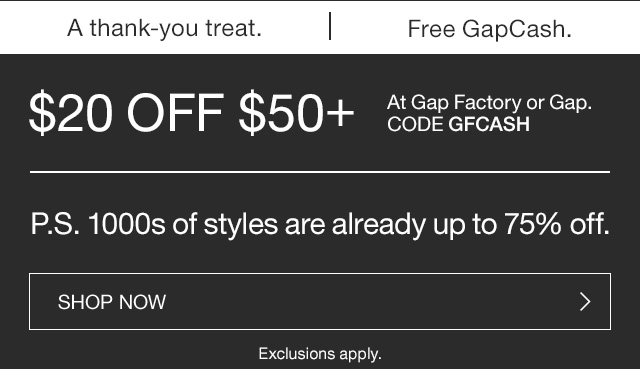 A thank-you treat. | Free GapCash.
$20 OFF $50+
At Gap Factory or Gap.
CODE GFCASH
P.S. 1000s of styles are already up to 75% off.
SHOP NOW
Exclusions apply.